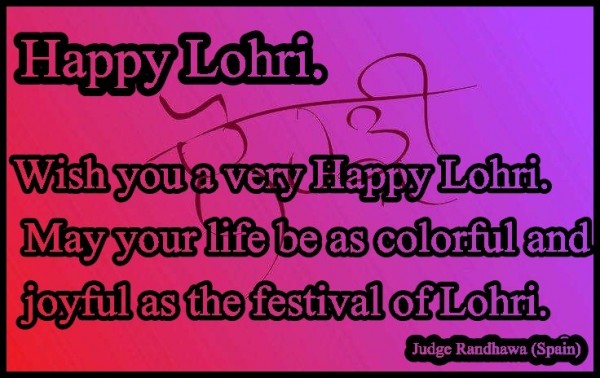 Happy Lohri.
Wish you a very Happy Lohri.
May your life be as colorful and
joyful as the festival of Lohri.
Judge Randhawa (Spain)